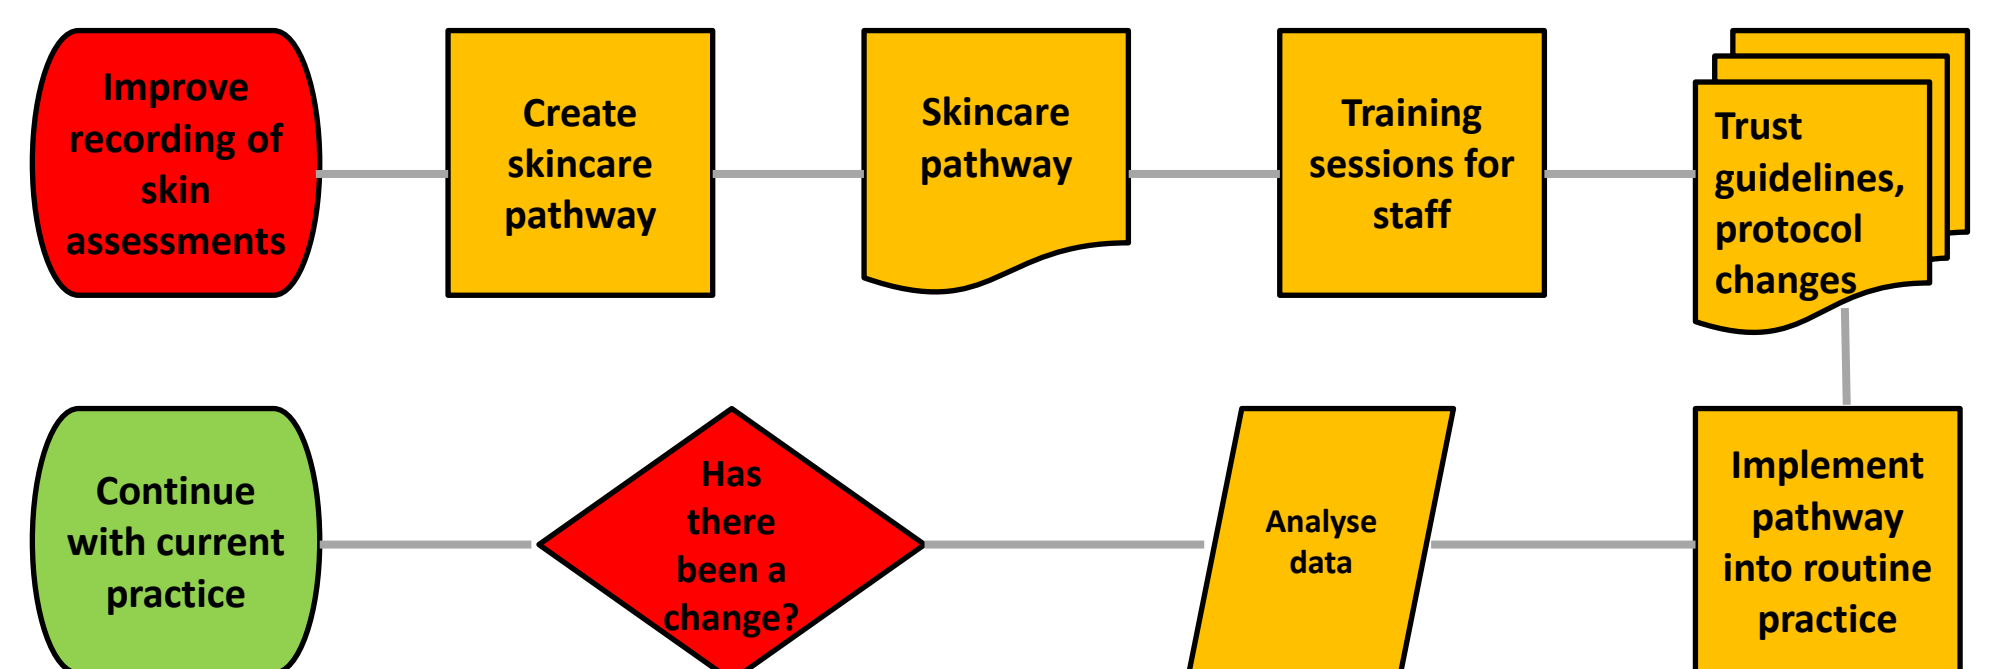 Improve
recording of
skin
assessments
Create
skincare
pathway
Skincare
pathway
Training
sessions for
staff
Trust
guidelines,
protocol
changes
Continue
with current
practice
Has
there
been a
change?
Analyse
data
Implement
pathway
into routine
practice